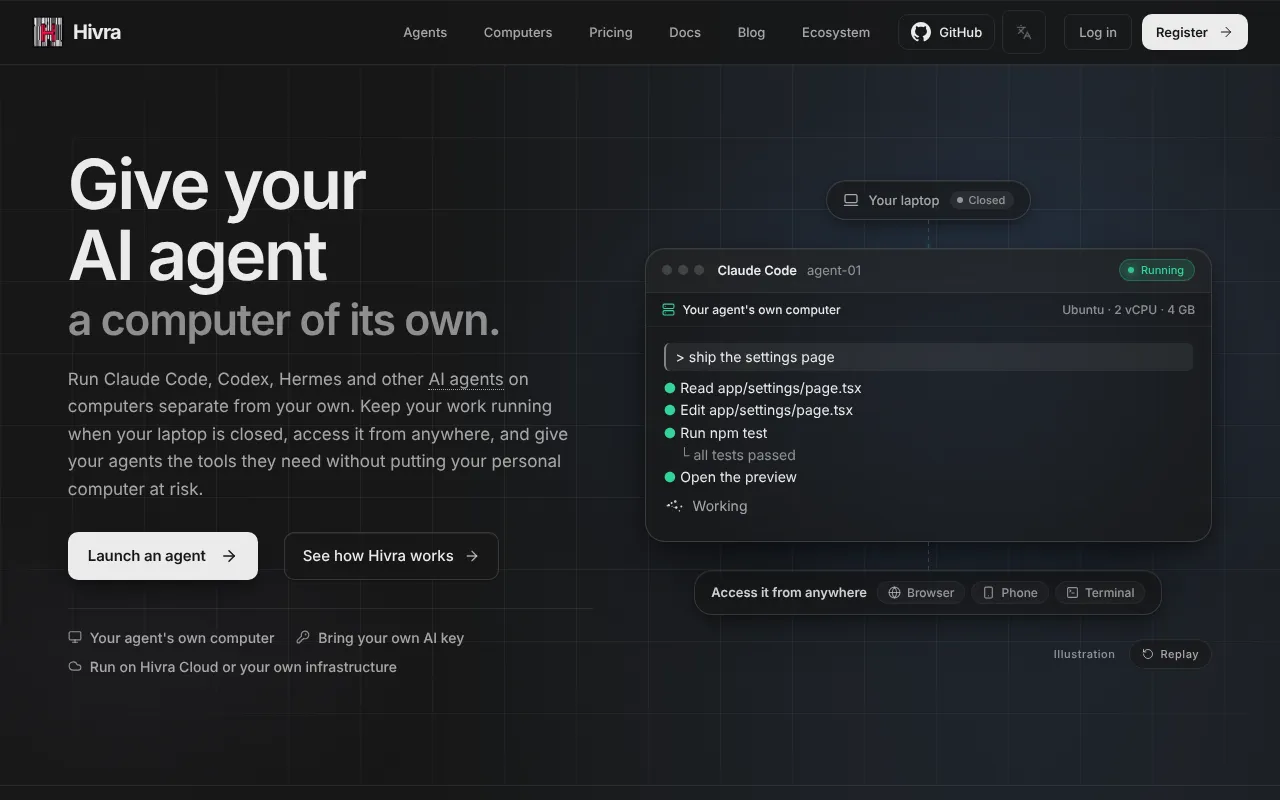 Hivra
Agents
Computers
Pricing
Docs
Blog
Ecosystem
GitHub
Log in
Register
Give your
AI agent
a computer of its own.
Run Claude Code, Codex, Hermes and other AI agents on
computers separate from your own. Keep your work running
when your laptop is closed, access it from anywhere, and give
your agents the tools they need without putting your personal
computer at risk.
Launch an agent
See how Hivra works
Your agent's own computer
Bring your own AI key
Run on Hivra Cloud or your own infrastructure
Your laptop
Closed
Claude Code agent-01
Running
Your agent's own computer
Ubuntu · 2 vCPU · 4 GB
> ship the settings page
Read app/settings/page.tsx
Edit app/settings/page.tsx
Run npm test
└ all tests passed
Open the preview
Working
Access it from anywhere
Browser
Phone
Terminal
Illustration
Replay